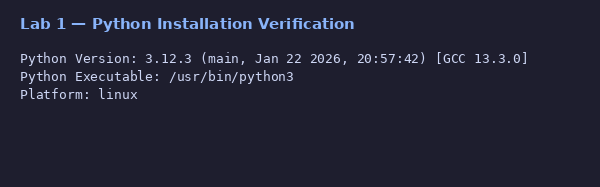 Lab 1 — Python Installation Verification
Python Version: 3.12.3 (main, Jan 22 2026, 20:57:42) [GCC 13.3.0]
Python Executable: /usr/bin/python3
Platform: linux